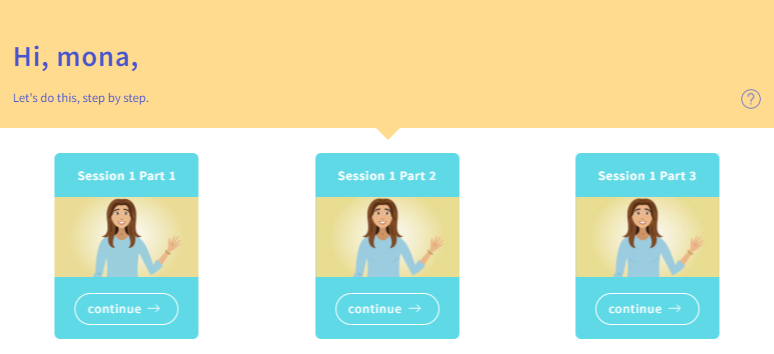 Hi, mona,
Let's do this, step by step.
?
Session 1 Part 1
Session 1 Part 2
Session 1 Part 3
continue →
continue →
continue →